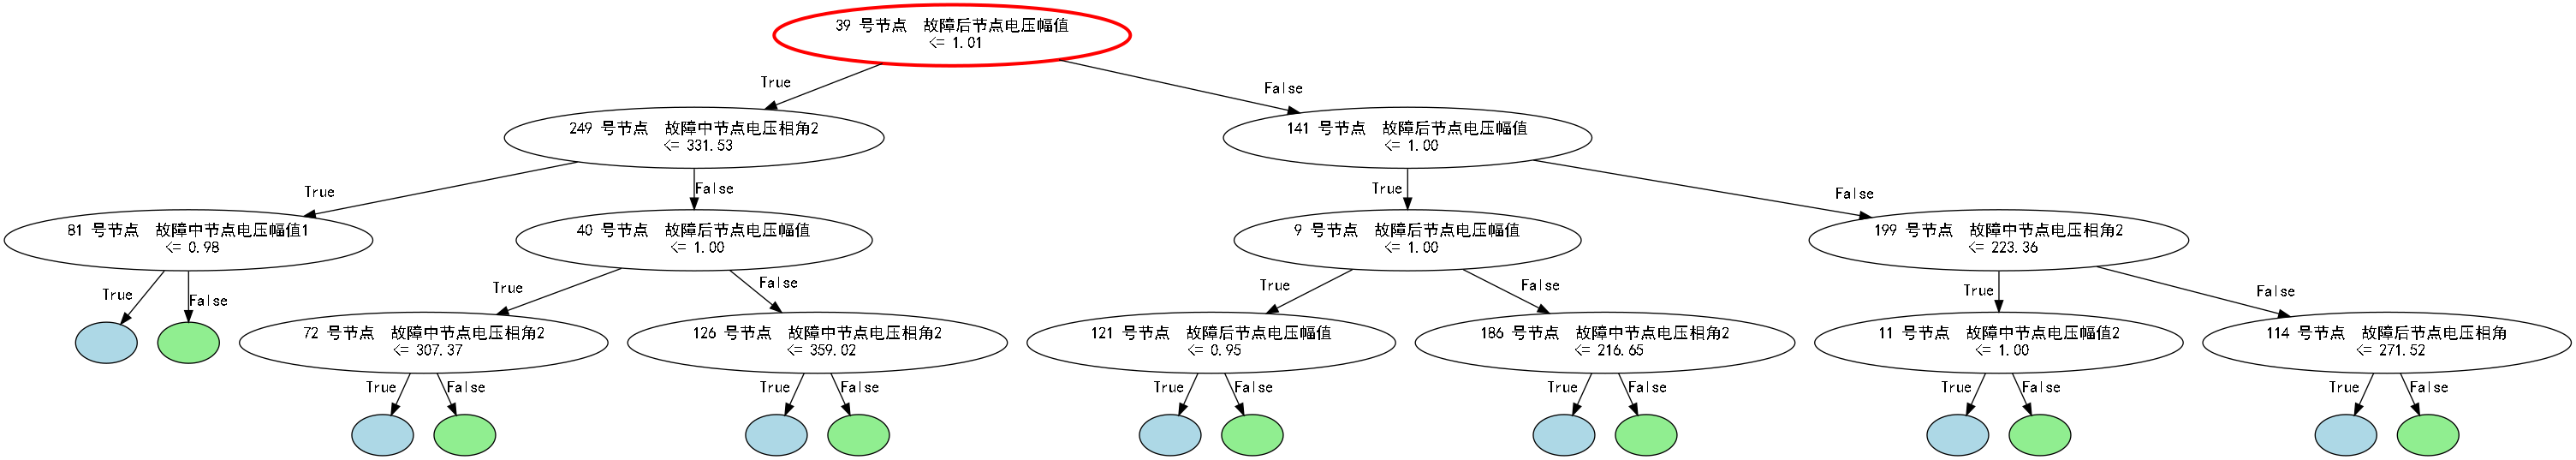 39 号节点 故障后节点电压幅值
<= 1.01
True
False
249 号节点 故障中节点电压相角2
<= 331.53
141 号节点 故障后节点电压幅值
<= 1.00
True
False
True
False
81 号节点 故障中节点电压幅值1
<= 0.98
40 号节点 故障后节点电压幅值
<= 1.00
9 号节点 故障后节点电压幅值
<= 1.00
199 号节点 故障中节点电压相角2
<= 223.36
True
False
True
False
True
False
True
False
72 号节点 故障中节点电压相角2
<= 307.37
126 号节点 故障中节点电压相角2
<= 359.02
121 号节点 故障后节点电压幅值
<= 0.95
186 号节点 故障中节点电压相角2
<= 216.65
11 号节点 故障中节点电压幅值2
<= 1.00
114 号节点 故障后节点电压相角
<= 271.52
True
False
True
False
True
False
True
False
True
False
True
False